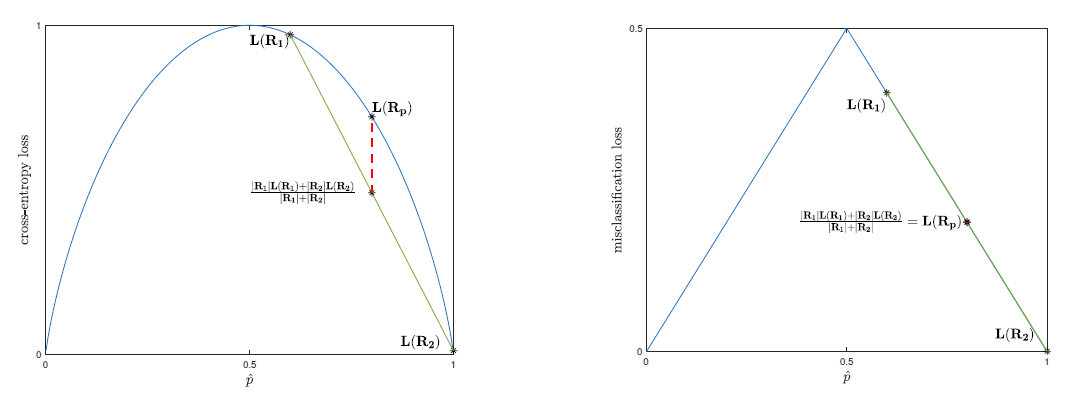 1
L(R₁)
L(Rₚ)
|R₁|L(R₁)+|R₂|L(R₂)
|R₁|+|R₂|
L(R₂)
cross-entropy loss
0
0 0.5 1
p̂
0.5
L(R₁)
|R₁|L(R₁)+|R₂|L(R₂)
|R₁|+|R₂|
= L(Rₚ)
L(R₂)
misclassification loss
0
0 0.5 1
p̂